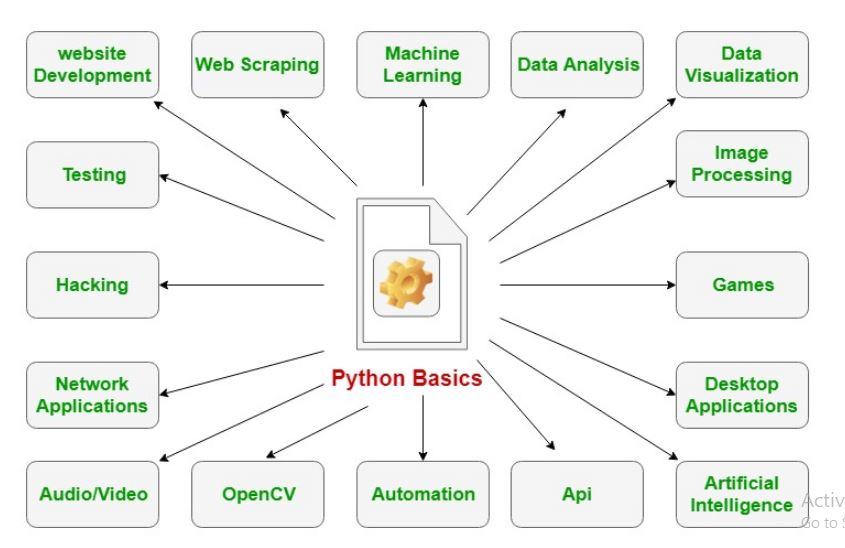 website
Development
Web Scraping
Machine
Learning
Data Analysis
Data
Visualization
Testing
Image
Processing
Hacking
Games
Python Basics
Network
Applications
Desktop
Applications
Audio/Video
OpenCV
Automation
Api
Artificial
Intelligence
Activ
Go to S